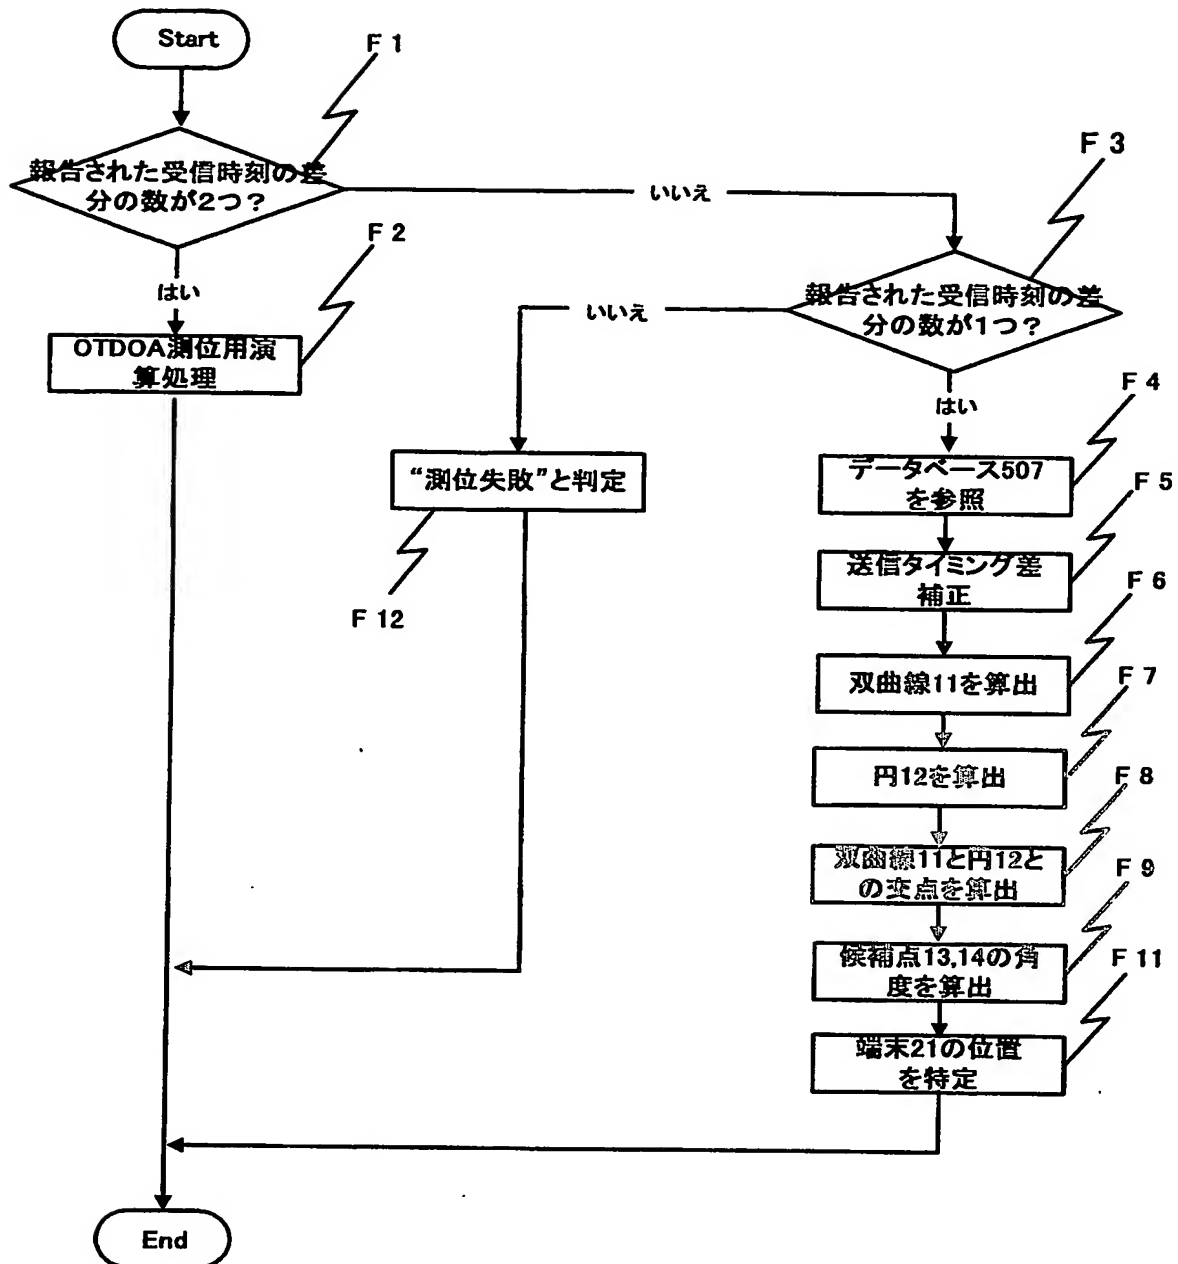 Start
F 1
報告された受信時刻の差
分の数が2つ?
いいえ
F 3
F 2
はい
報告された受信時刻の差
分の数が1つ?
いいえ
OTDOA測位用演
算処理
はい
F 4
“測位失敗”と判定
データベース507
を参照
F 5
送信タイミング差
補正
F 6
F 12
双曲線11を算出
F 7
円12を算出
F 8
双曲線11と円12と
の交点を算出
F 9
候補点13,14の角
度を算出
F 11
端末21の位置
を特定
End